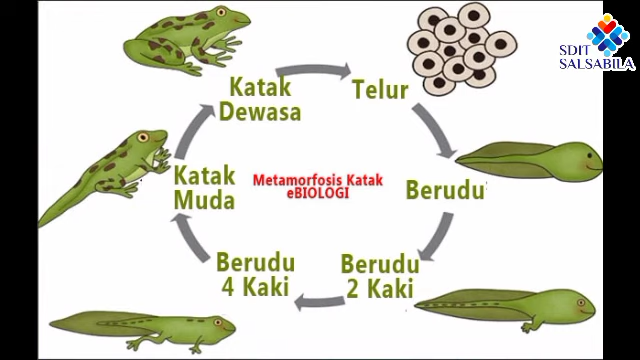 SDIT
SALSABILA
Katak
Dewasa
Telur
Berudu
Berudu
2 Kaki
Berudu
4 Kaki
Katak
Muda
Metamorfosis Katak
eBIOLOGI